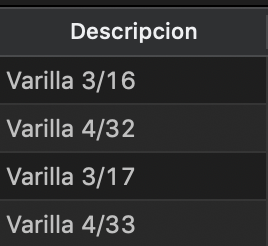 Descripcion
Varilla 3/16
Varilla 4/32
Varilla 3/17
Varilla 4/33